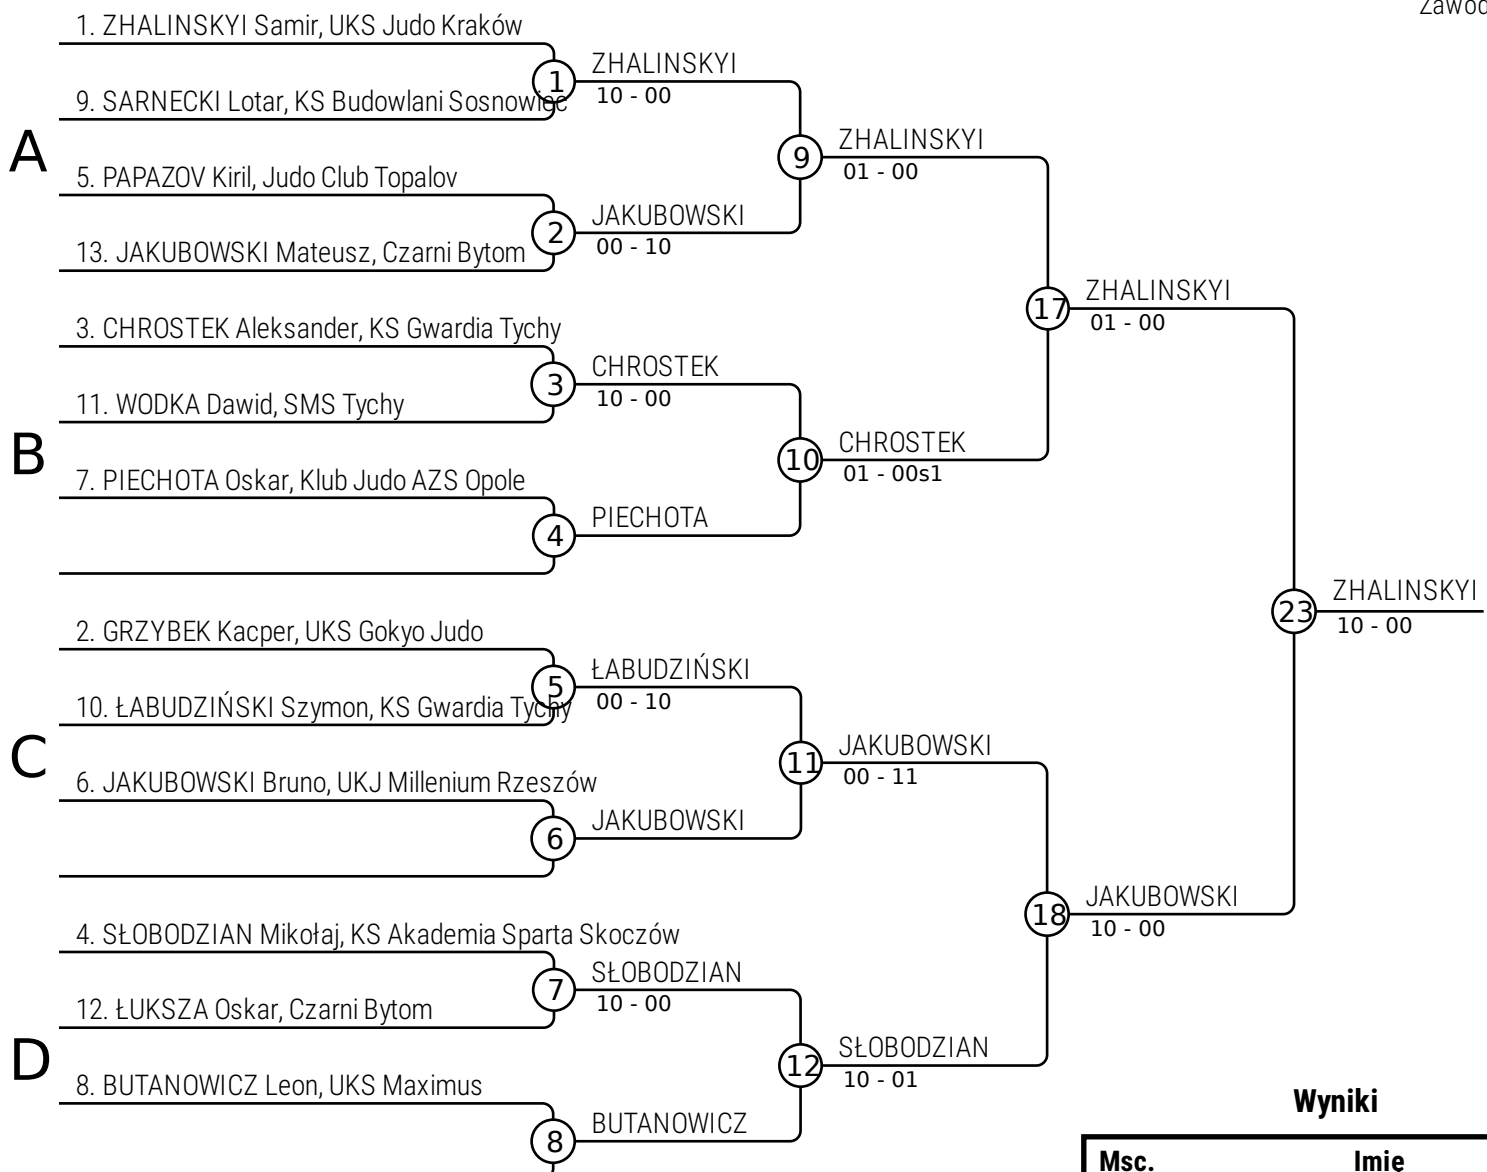 Zawod
1. ZHALINSKYI Samir, UKS Judo Kraków
1
ZHALINSKYI
10 - 00
9. SARNECKI Lotar, KS Budowlani Sosnowiec
A
9
ZHALINSKYI
01 - 00
5. PAPAZOV Kiril, Judo Club Topalov
2
JAKUBOWSKI
00 - 10
13. JAKUBOWSKI Mateusz, Czarni Bytom
17
ZHALINSKYI
01 - 00
3. CHROSTEK Aleksander, KS Gwardia Tychy
3
CHROSTEK
10 - 00
11. WODKA Dawid, SMS Tychy
B
10
CHROSTEK
01 - 00s1
7. PIECHOTA Oskar, Klub Judo AZS Opole
4
PIECHOTA
23
ZHALINSKYI
10 - 00
2. GRZYBEK Kacper, UKS Gokyo Judo
5
ŁABUDZIŃSKI
00 - 10
10. ŁABUDZIŃSKI Szymon, KS Gwardia Tychy
C
11
JAKUBOWSKI
00 - 11
6. JAKUBOWSKI Bruno, UKJ Millenium Rzeszów
6
JAKUBOWSKI
18
JAKUBOWSKI
10 - 00
4. SŁOBODZIAN Mikołaj, KS Akademia Sparta Skoczów
7
SŁOBODZIAN
10 - 00
12. ŁUKSZA Oskar, Czarni Bytom
D
12
SŁOBODZIAN
10 - 01
8. BUTANOWICZ Leon, UKS Maximus
8
BUTANOWICZ
Wyniki
Msc. Imię